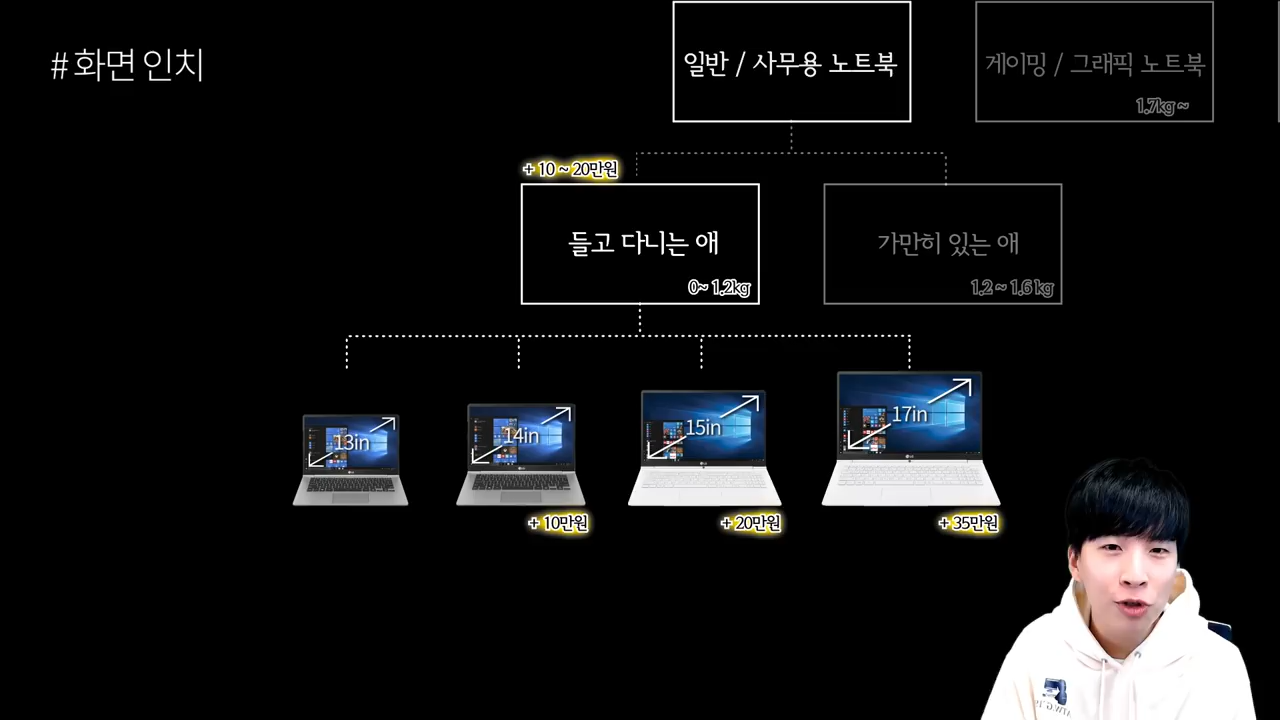 # 화면 인치
일반 / 사무용 노트북
게이밍 / 그래픽 노트북
1.7kg ~
+ 10 ~ 20만원
들고 다니는 애
0~ 1.2kg
가만히 있는 애
1.2 ~ 1.6 kg
13in
14in
15in
17in
+ 10만원
+ 20만원
+ 35만원